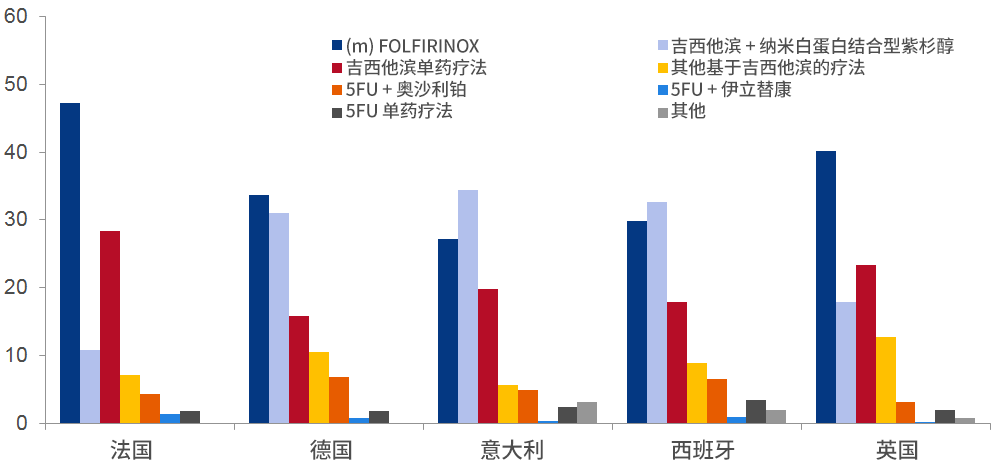 60
50
40
30
20
10
0
(m) FOLFIRINOX
吉西他滨 + 纳米白蛋白结合型紫杉醇
吉西他滨单药疗法
其他基于吉西他滨的疗法
5FU + 奥沙利铂
5FU + 伊立替康
5FU 单药疗法
其他
法国
德国
意大利
西班牙
英国